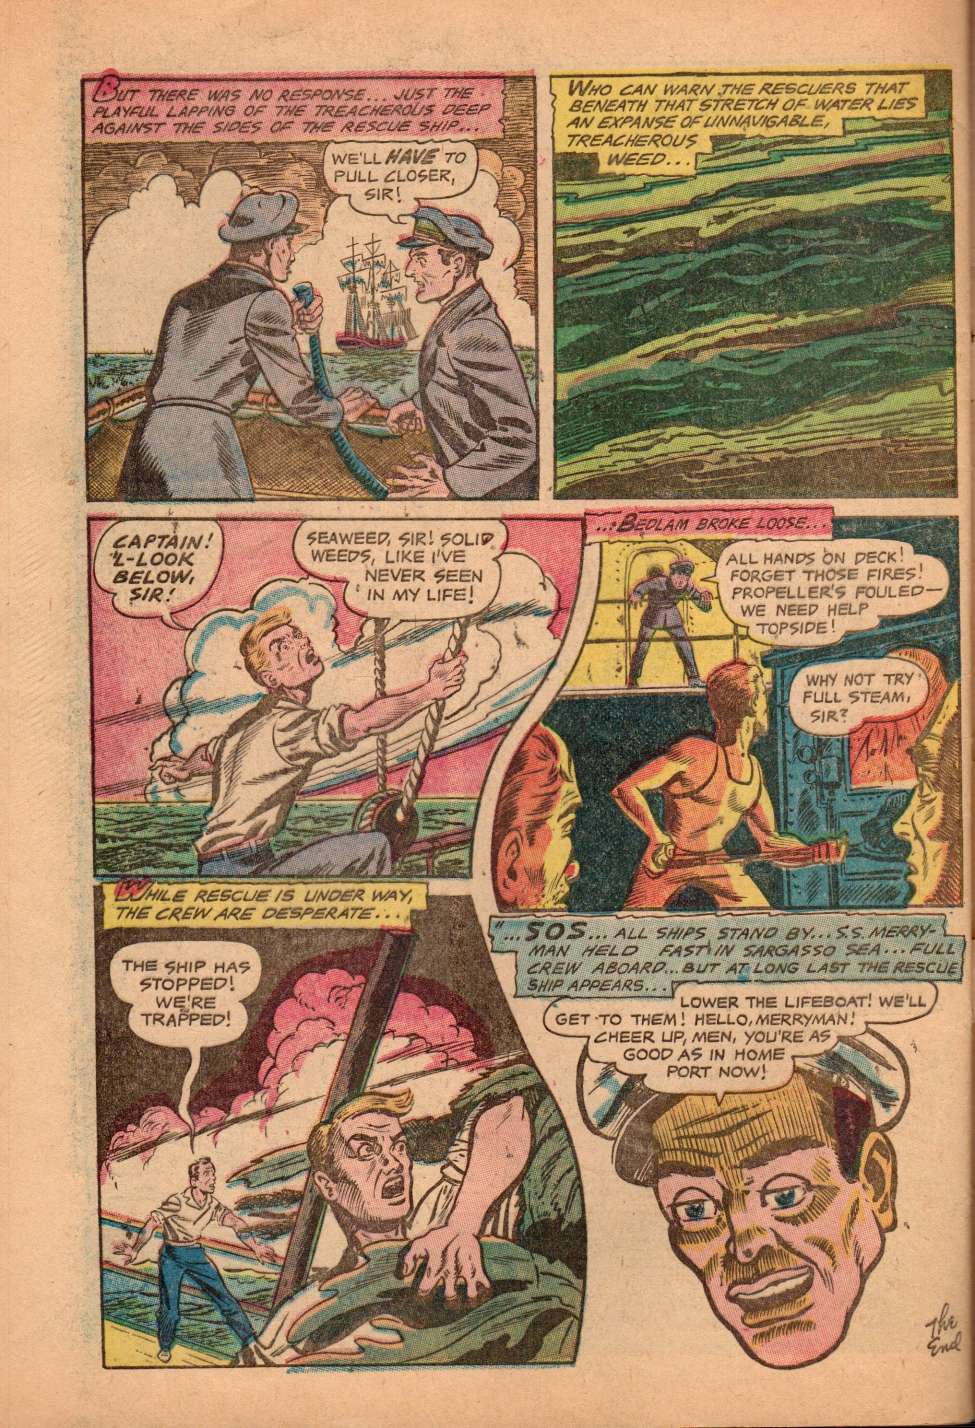 BUT THERE WAS NO RESPONSE... JUST THE
PLAYFUL LAPPING OF THE TREACHEROUS DEEP
AGAINST THE SIDES OF THE RESCUE SHIP...
WE'LL HAVE TO
PULL CLOSER,
SIR!
WHO CAN WARN THE RESCUERS THAT
BENEATH THAT STRETCH OF WATER LIES
AN EXPANSE OF UNNAVIGABLE,
TREACHEROUS
WEED...
CAPTAIN!
'L-LOOK
BELOW,
SIR!
SEAWEED, SIR! SOLID
WEEDS, LIKE I'VE
NEVER SEEN
IN MY LIFE!
...BEDLAM BROKE LOOSE...
ALL HANDS ON DECK!
FORGET THOSE FIRES!
PROPELLER'S FOULED—
WE NEED HELP
TOPSIDE!
WHY NOT TRY
FULL STEAM,
SIR?
WHILE RESCUE IS UNDER WAY,
THE CREW ARE DESPERATE....
THE SHIP HAS
STOPPED!
WE'RE
TRAPPED!
"...SOS...ALL SHIPS STAND BY...S.S. MERRY-
MAN HELD FAST IN SARGASSO SEA...FULL
CREW ABOARD...BUT AT LONG LAST THE RESCUE
SHIP APPEARS...
LOWER THE LIFEBOAT! WE'LL
GET TO THEM! HELLO, MERRYMAN!
CHEER UP, MEN, YOU'RE AS
GOOD AS IN HOME
PORT NOW!
The
End